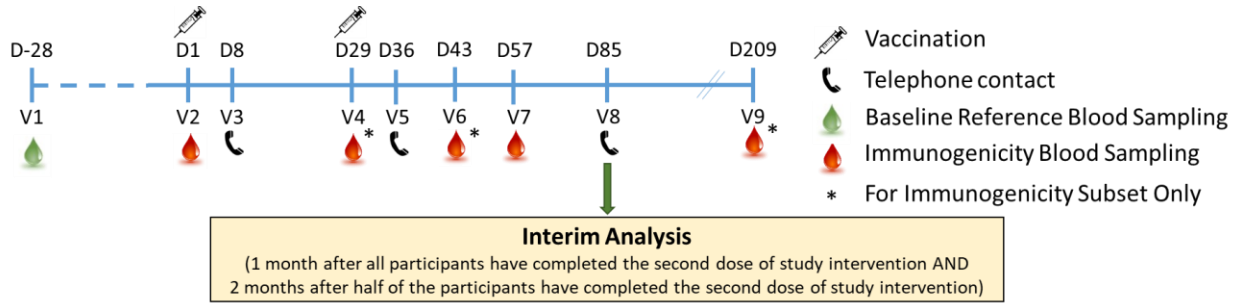 D-28 D1 D8 D29 D36 D43 D57 D85 D209
V1 V2 V3 V4 V5 V6 V7 V8 V9
* * *
Vaccination
Telephone contact
Baseline Reference Blood Sampling
Immunogenicity Blood Sampling
* For Immunogenicity Subset Only
Interim Analysis
(1 month after all participants have completed the second dose of study intervention AND
2 months after half of the participants have completed the second dose of study intervention)